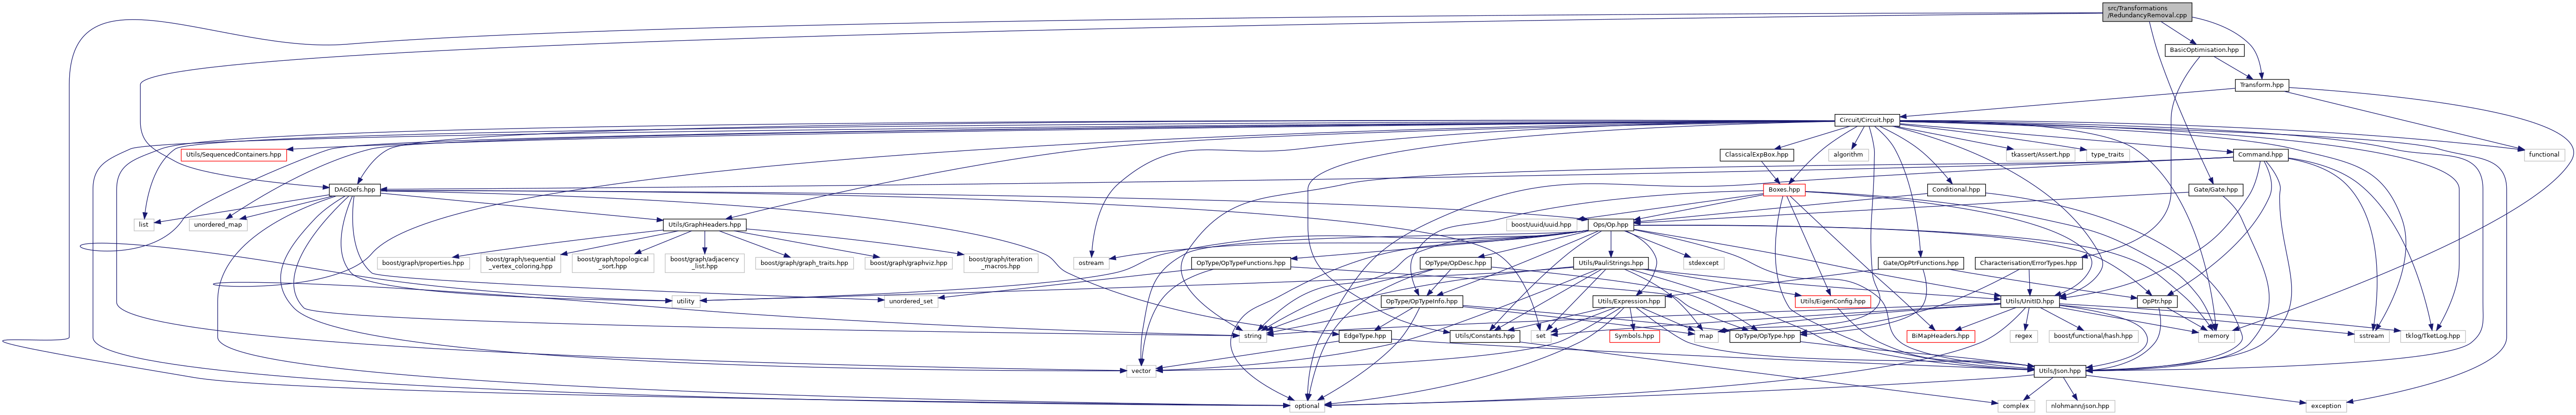 src/Transformations
/RedundancyRemoval.cpp
BasicOptimisation.hpp
Transform.hpp
Circuit/Circuit.hpp
Utils/SequencedContainers.hpp
ClassicalExpBox.hpp
algorithm
tkassert/Assert.hpp
type_traits
Command.hpp
functional
DAGDefs.hpp
Boxes.hpp
Conditional.hpp
Gate/Gate.hpp
list
unordered_map
Utils/GraphHeaders.hpp
boost/uuid/uuid.hpp
Ops/Op.hpp
boost/graph/properties.hpp
boost/graph/sequential
_vertex_coloring.hpp
boost/graph/topological
_sort.hpp
boost/graph/adjacency
_list.hpp
boost/graph/graph_traits.hpp
boost/graph/graphviz.hpp
boost/graph/iteration
_macros.hpp
ostream
OpType/OpTypeFunctions.hpp
OpType/OpDesc.hpp
Utils/PauliStrings.hpp
stdexcept
Gate/OpPtrFunctions.hpp
Characterisation/ErrorTypes.hpp
utility
unordered_set
OpType/OpTypeInfo.hpp
Utils/Expression.hpp
Utils/EigenConfig.hpp
Utils/UnitID.hpp
OpPtr.hpp
string
EdgeType.hpp
Utils/Constants.hpp
set
Symbols.hpp
map
OpType/OpType.hpp
BiMapHeaders.hpp
regex
boost/functional/hash.hpp
memory
sstream
tklog/TketLog.hpp
vector
Utils/Json.hpp
optional
complex
nlohmann/json.hpp
exception